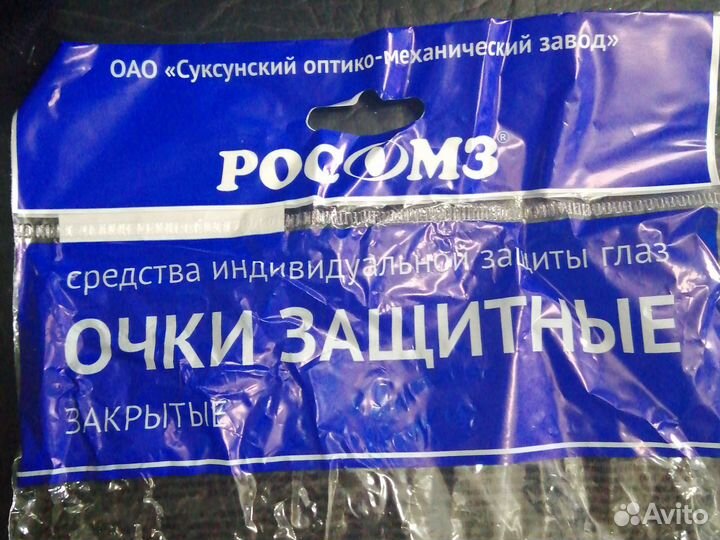 ОАО «Суксунский оптико-механический завод»
РОСОМЗ®
средства индивидуальной защиты глаз
ОЧКИ ЗАЩИТНЫЕ
ЗАКРЫТЫЕ
Avito